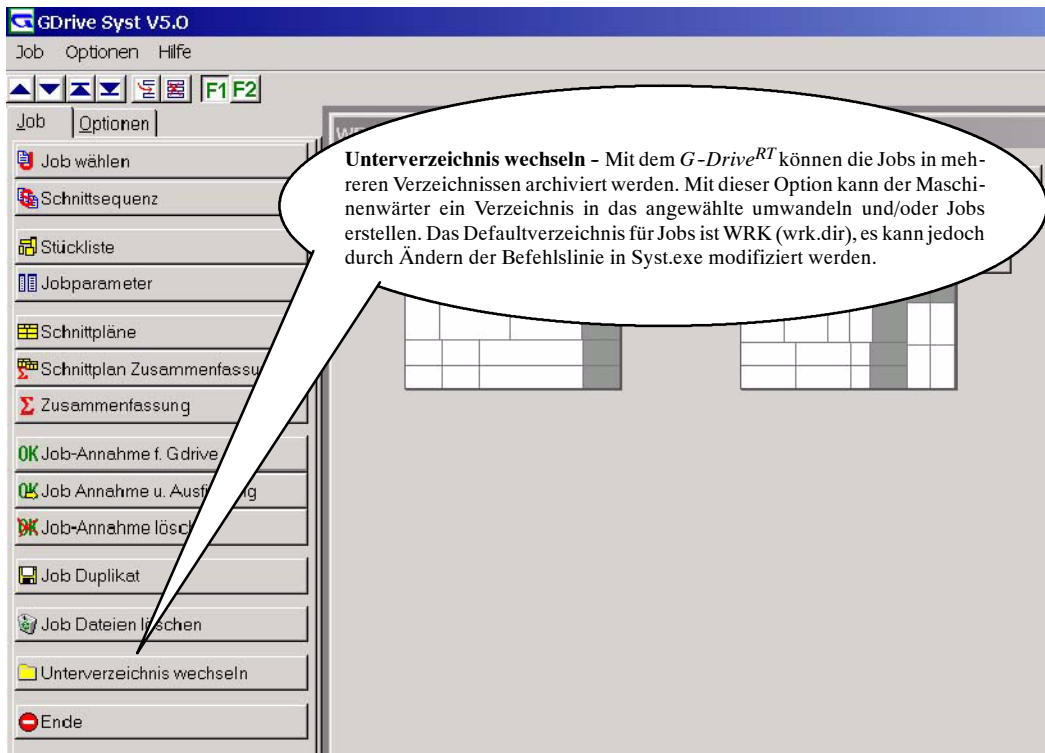 GDrive Syst V5.0
Job Optionen Hilfe
F1 F2
Job Optionen
Job wählen
Schnittsequenz
Stückliste
Jobparameter
Schnittpläne
Schnittplan
Σ Zusammenfassung
OK Job-Annahme f. Gdrive
OK Job Annahme u.
OK Job-Annahme
Job Duplikat
Job Dateien
Unterverzeichnis wechseln
Ende
Unterverzeichnis wechseln - Mit dem G-DriveRT können die Jobs in meh-
reren Verzeichnissen archiviert werden. Mit dieser Option kann der Maschi-
nenwärter ein Verzeichnis in das angewählte umwandeln und/oder Jobs
erstellen. Das Defaultverzeichnis für Jobs ist WRK (wrk.dir), es kann jedoch
durch Ändern der Befehlslinie in Syst.exe modifiziert werden.